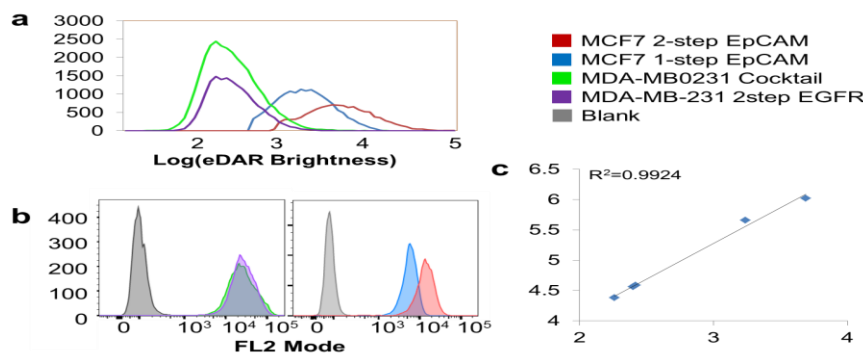 a
3000
2500
2000
1500
1000
500
0
2 3 4 5
Log(eDAR Brightness)
MCF7 2-step EpCAM
MCF7 1-step EpCAM
MDA-MB0231 Cocktail
MDA-MB-231 2step EGFR
Blank
b
400
300
200
100
0
0 10³ 10⁴ 10⁵
0 10³ 10⁴ 10⁵
FL2 Mode
c
R²=0.9924
6.5
6
5.5
5
4.5
4
2 3 4